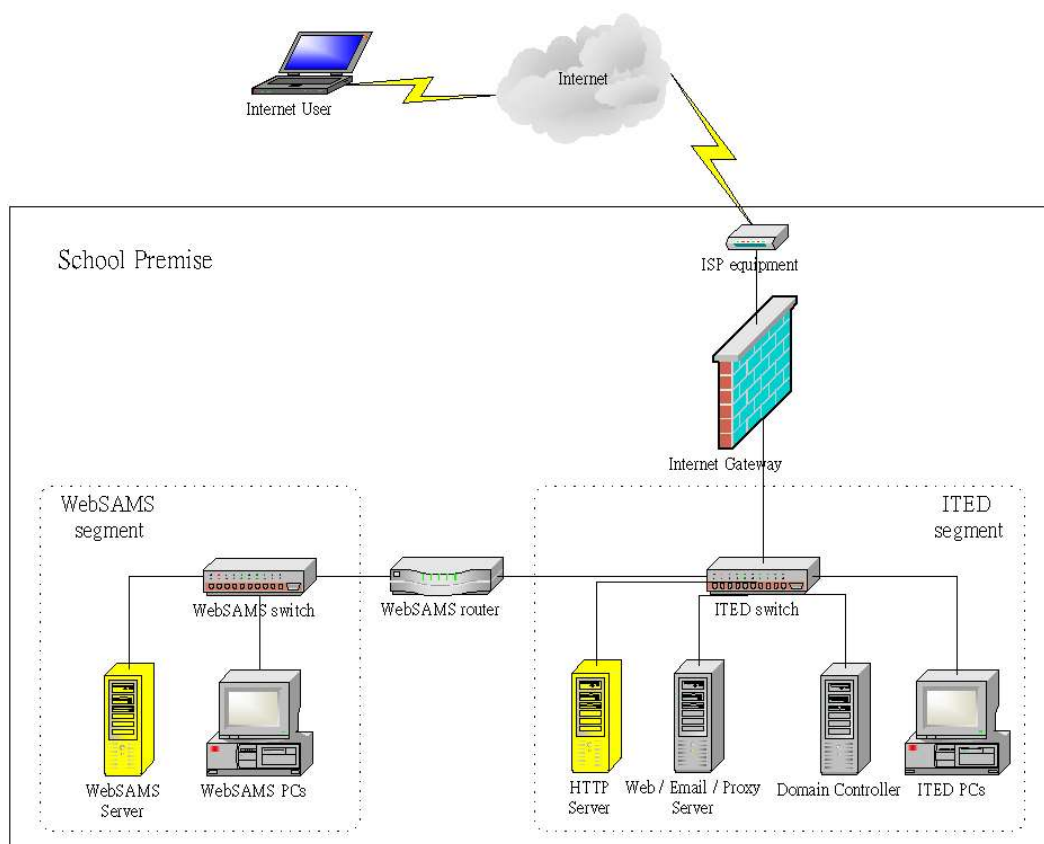 Internet User
Internet
School Premise
ISP equipment
Internet Gateway
WebSAMS
segment
ITED
segment
WebSAMS switch
WebSAMS router
ITED switch
WebSAMS
Server
WebSAMS PCs
HTTP
Server
Web / Email / Proxy
Server
Domain Controller
ITED PCs